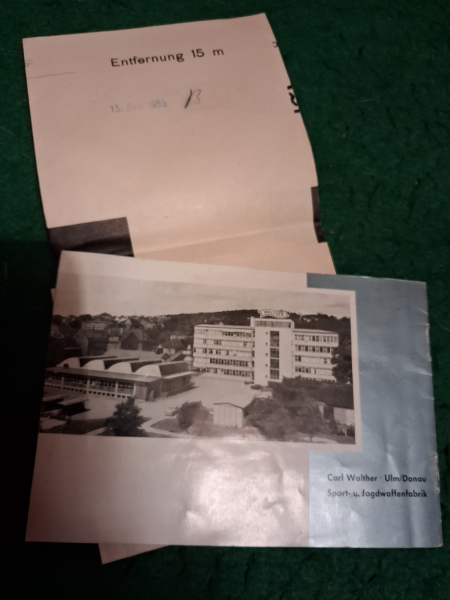 Entfernung 15 m
Carl Walther · Ulm/Donau
Sport- u. Jagdwaffenfabrik